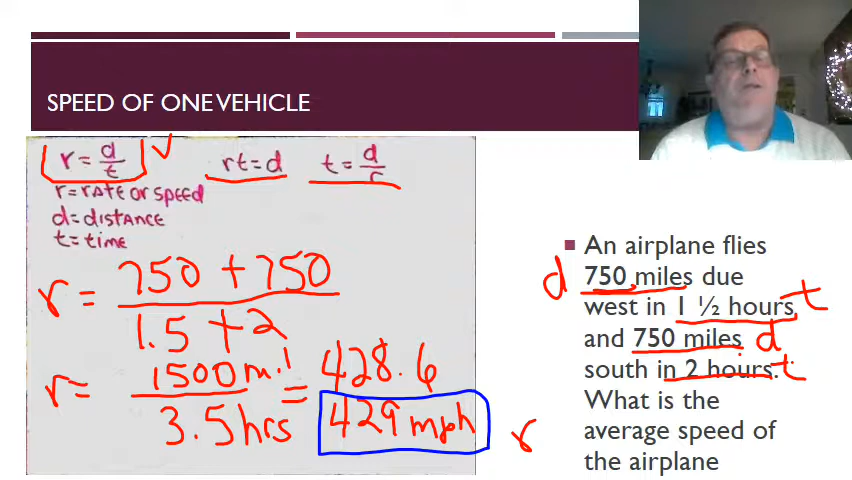 SPEED OF ONE VEHICLE
r = d/t ✓ rt = d t = d/r
r = rate or speed
d = distance
t = time
r = 750 + 750 / 1.5 + 2
r = 1500 mi / 3.5 hrs = 428.6
429 mph
r
An airplane flies
d 750 miles due
west in 1 ½ hours, t
and 750 miles d
south in 2 hours. t
What is the
average speed of
the airplane